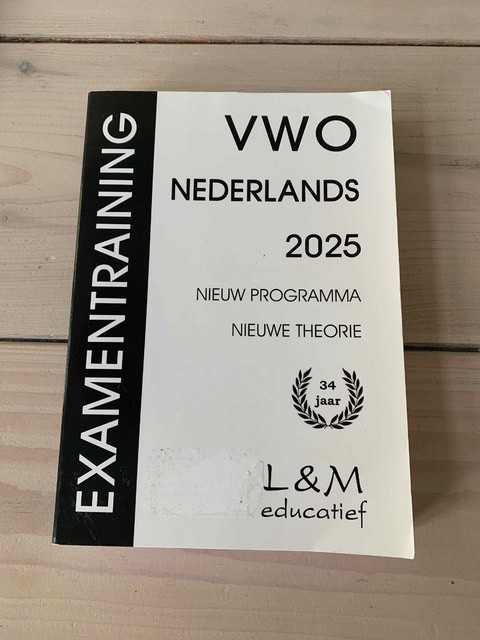 EXAMENTRAINING
VWO
NEDERLANDS
2025
NIEUW PROGRAMMA
NIEUWE THEORIE
34
jaar
L&M
educatief